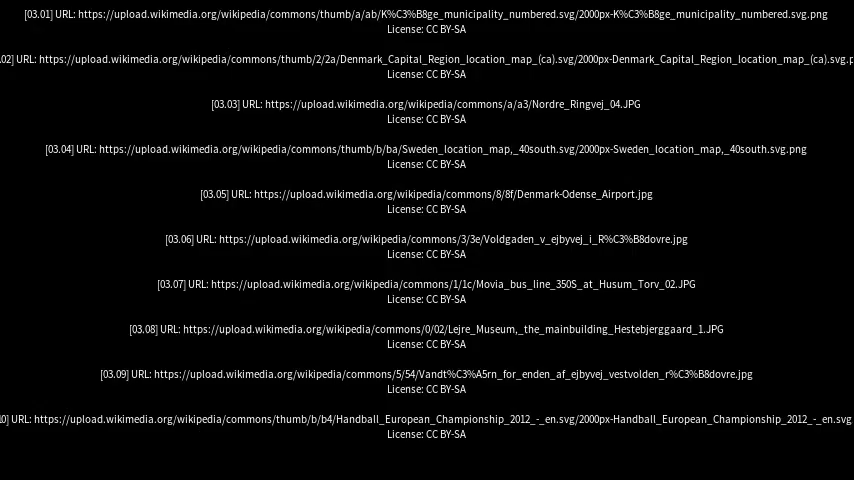 [03.01] URL: https://upload.wikimedia.org/wikipedia/commons/thumb/a/ab/K%C3%B8ge_municipality_numbered.svg/2000px-K%C3%B8ge_municipality_numbered.svg.png
License: CC BY-SA
.02] URL: https://upload.wikimedia.org/wikipedia/commons/thumb/2/2a/Denmark_Capital_Region_location_map_(ca).svg/2000px-Denmark_Capital_Region_location_map_(ca).svg.p
License: CC BY-SA
[03.03] URL: https://upload.wikimedia.org/wikipedia/commons/a/a3/Nordre_Ringvej_04.JPG
License: CC BY-SA
[03.04] URL: https://upload.wikimedia.org/wikipedia/commons/thumb/b/ba/Sweden_location_map,_40south.svg/2000px-Sweden_location_map,_40south.svg.png
License: CC BY-SA
[03.05] URL: https://upload.wikimedia.org/wikipedia/commons/8/8f/Denmark-Odense_Airport.jpg
License: CC BY-SA
[03.06] URL: https://upload.wikimedia.org/wikipedia/commons/3/3e/Voldgaden_v_ejbyvej_i_R%C3%B8dovre.jpg
License: CC BY-SA
[03.07] URL: https://upload.wikimedia.org/wikipedia/commons/1/1c/Movia_bus_line_350S_at_Husum_Torv_02.JPG
License: CC BY-SA
[03.08] URL: https://upload.wikimedia.org/wikipedia/commons/0/02/Lejre_Museum,_the_mainbuilding_Hestebjerggaard_1.JPG
License: CC BY-SA
[03.09] URL: https://upload.wikimedia.org/wikipedia/commons/5/54/Vandt%C3%A5rn_for_enden_af_ejbyvej_vestvolden_r%C3%B8dovre.jpg
License: CC BY-SA
0] URL: https://upload.wikimedia.org/wikipedia/commons/thumb/b/b4/Handball_European_Championship_2012_-_en.svg/2000px-Handball_European_Championship_2012_-_en.svg
License: CC BY-SA